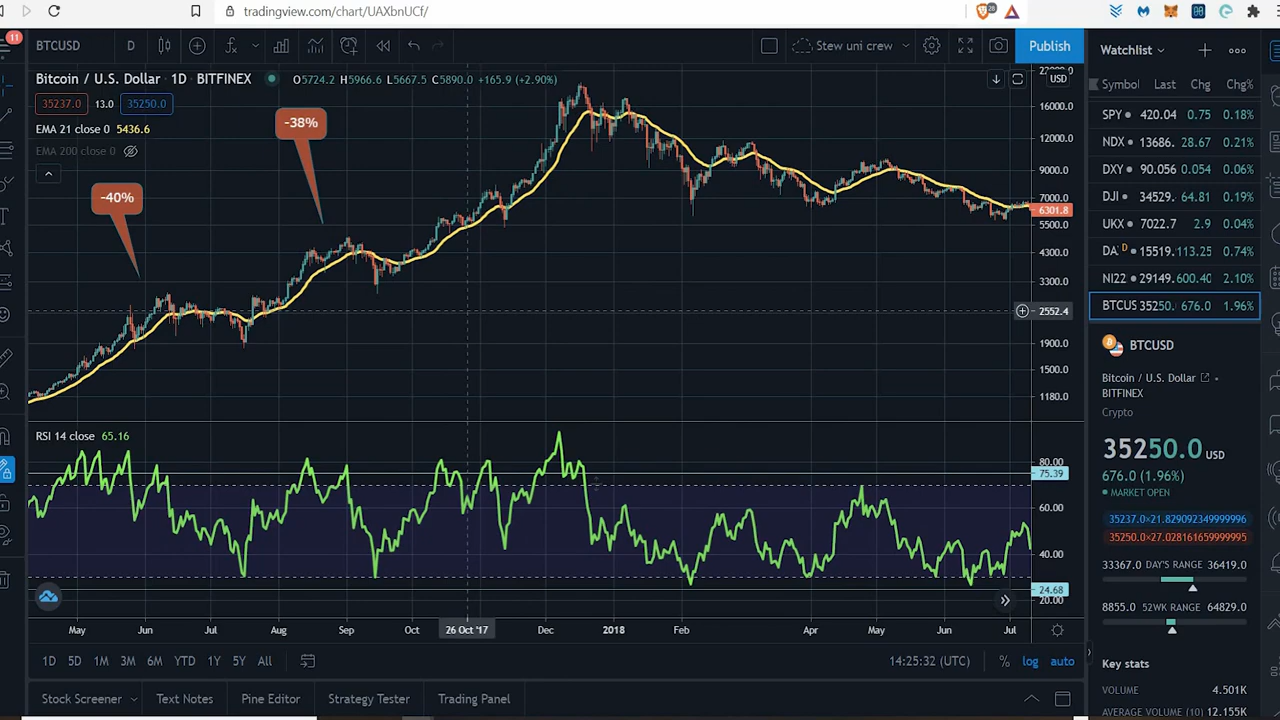 tradingview.com/chart/UAXbnUCf/
28
11
BTCUSD D Stew uni crew Publish Watchlist
Bitcoin / U.S. Dollar · 1D · BITFINEX O5724.2 H5966.6 L5667.5 C5890.0 +165.9 (+2.90%)
35237.0 13.0 35250.0
EMA 21 close 0 5436.6
EMA 200 close 0
-40%
-38%
USD
22000.0
16000.0
12000.0
9000.0
7000.0
6301.8
5500.0
4300.0
3300.0
2552.4
1900.0
1500.0
1180.0
RSI 14 close 65.16
80.00
75.39
60.00
40.00
24.68
20.00
May Jun Jul Aug Sep Oct 26 Oct '17 Dec 2018 Feb Apr May Jun Jul
1D 5D 1M 3M 6M YTD 1Y 5Y All 14:25:32 (UTC) % log auto
Stock Screener Text Notes Pine Editor Strategy Tester Trading Panel
Symbol Last Chg Chg%
SPY 420.04 0.75 0.18%
NDX 13686. 28.67 0.21%
DXY 90.056 0.054 0.06%
DJI 34529. 64.81 0.19%
UKX 7022.7 2.9 0.04%
DA' D 15519. 113.25 0.74%
NI22 29149. 600.40 2.10%
BTCUS 35250. 676.0 1.96%
BTCUSD
Bitcoin / U.S. Dollar •
BITFINEX
Crypto
35250.0 USD
676.0 (1.96%)
MARKET OPEN
35237.0×21.829092349999996
35250.0×27.028161659999995
33367.0 DAY'S RANGE 36419.0
8855.0 52WK RANGE 64829.0
Key stats
VOLUME 4.501K
AVERAGE VOLUME (10) 12.155K